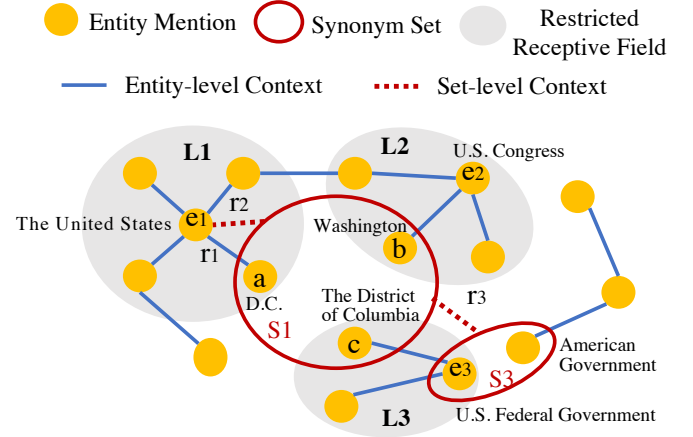 Entity Mention
Synonym Set
Restricted
Receptive Field
Entity-level Context
Set-level Context
L1
L2
U.S. Congress
e2
r2
The United States
e1
Washington
b
r1
a
D.C.
S1
r3
The District
of Columbia
c
American
Government
e3
S3
L3
U.S. Federal Government